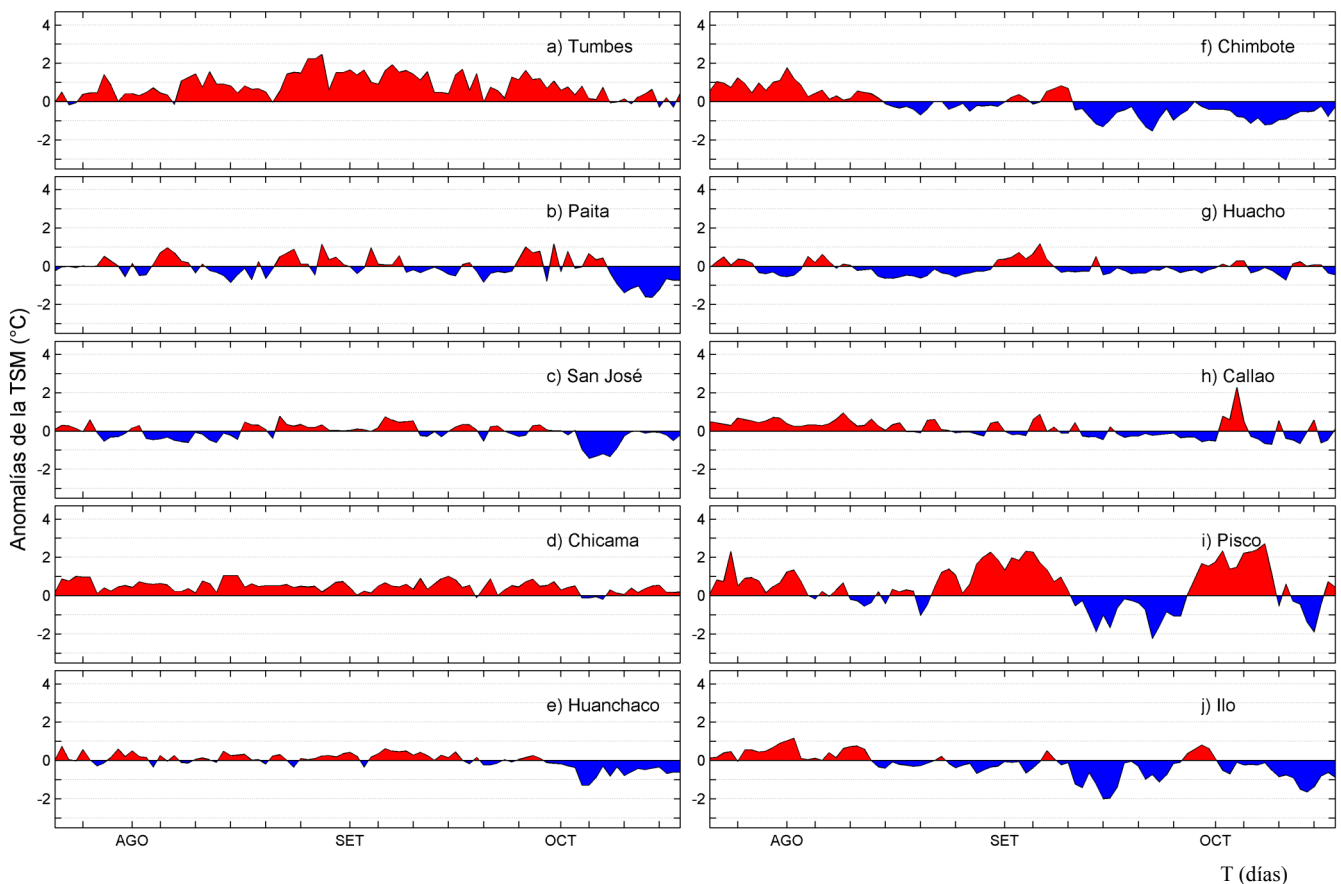 Anomalías de la TSM (°C)
a) Tumbes
4
2
0
-2
b) Paita
4
2
0
-2
c) San José
4
2
0
-2
d) Chicama
4
2
0
-2
e) Huanchaco
4
2
0
-2
AGO SET OCT
f) Chimbote
4
2
0
-2
g) Huacho
4
2
0
-2
h) Callao
4
2
0
-2
i) Pisco
4
2
0
-2
j) Ilo
4
2
0
-2
AGO SET OCT
T (días)